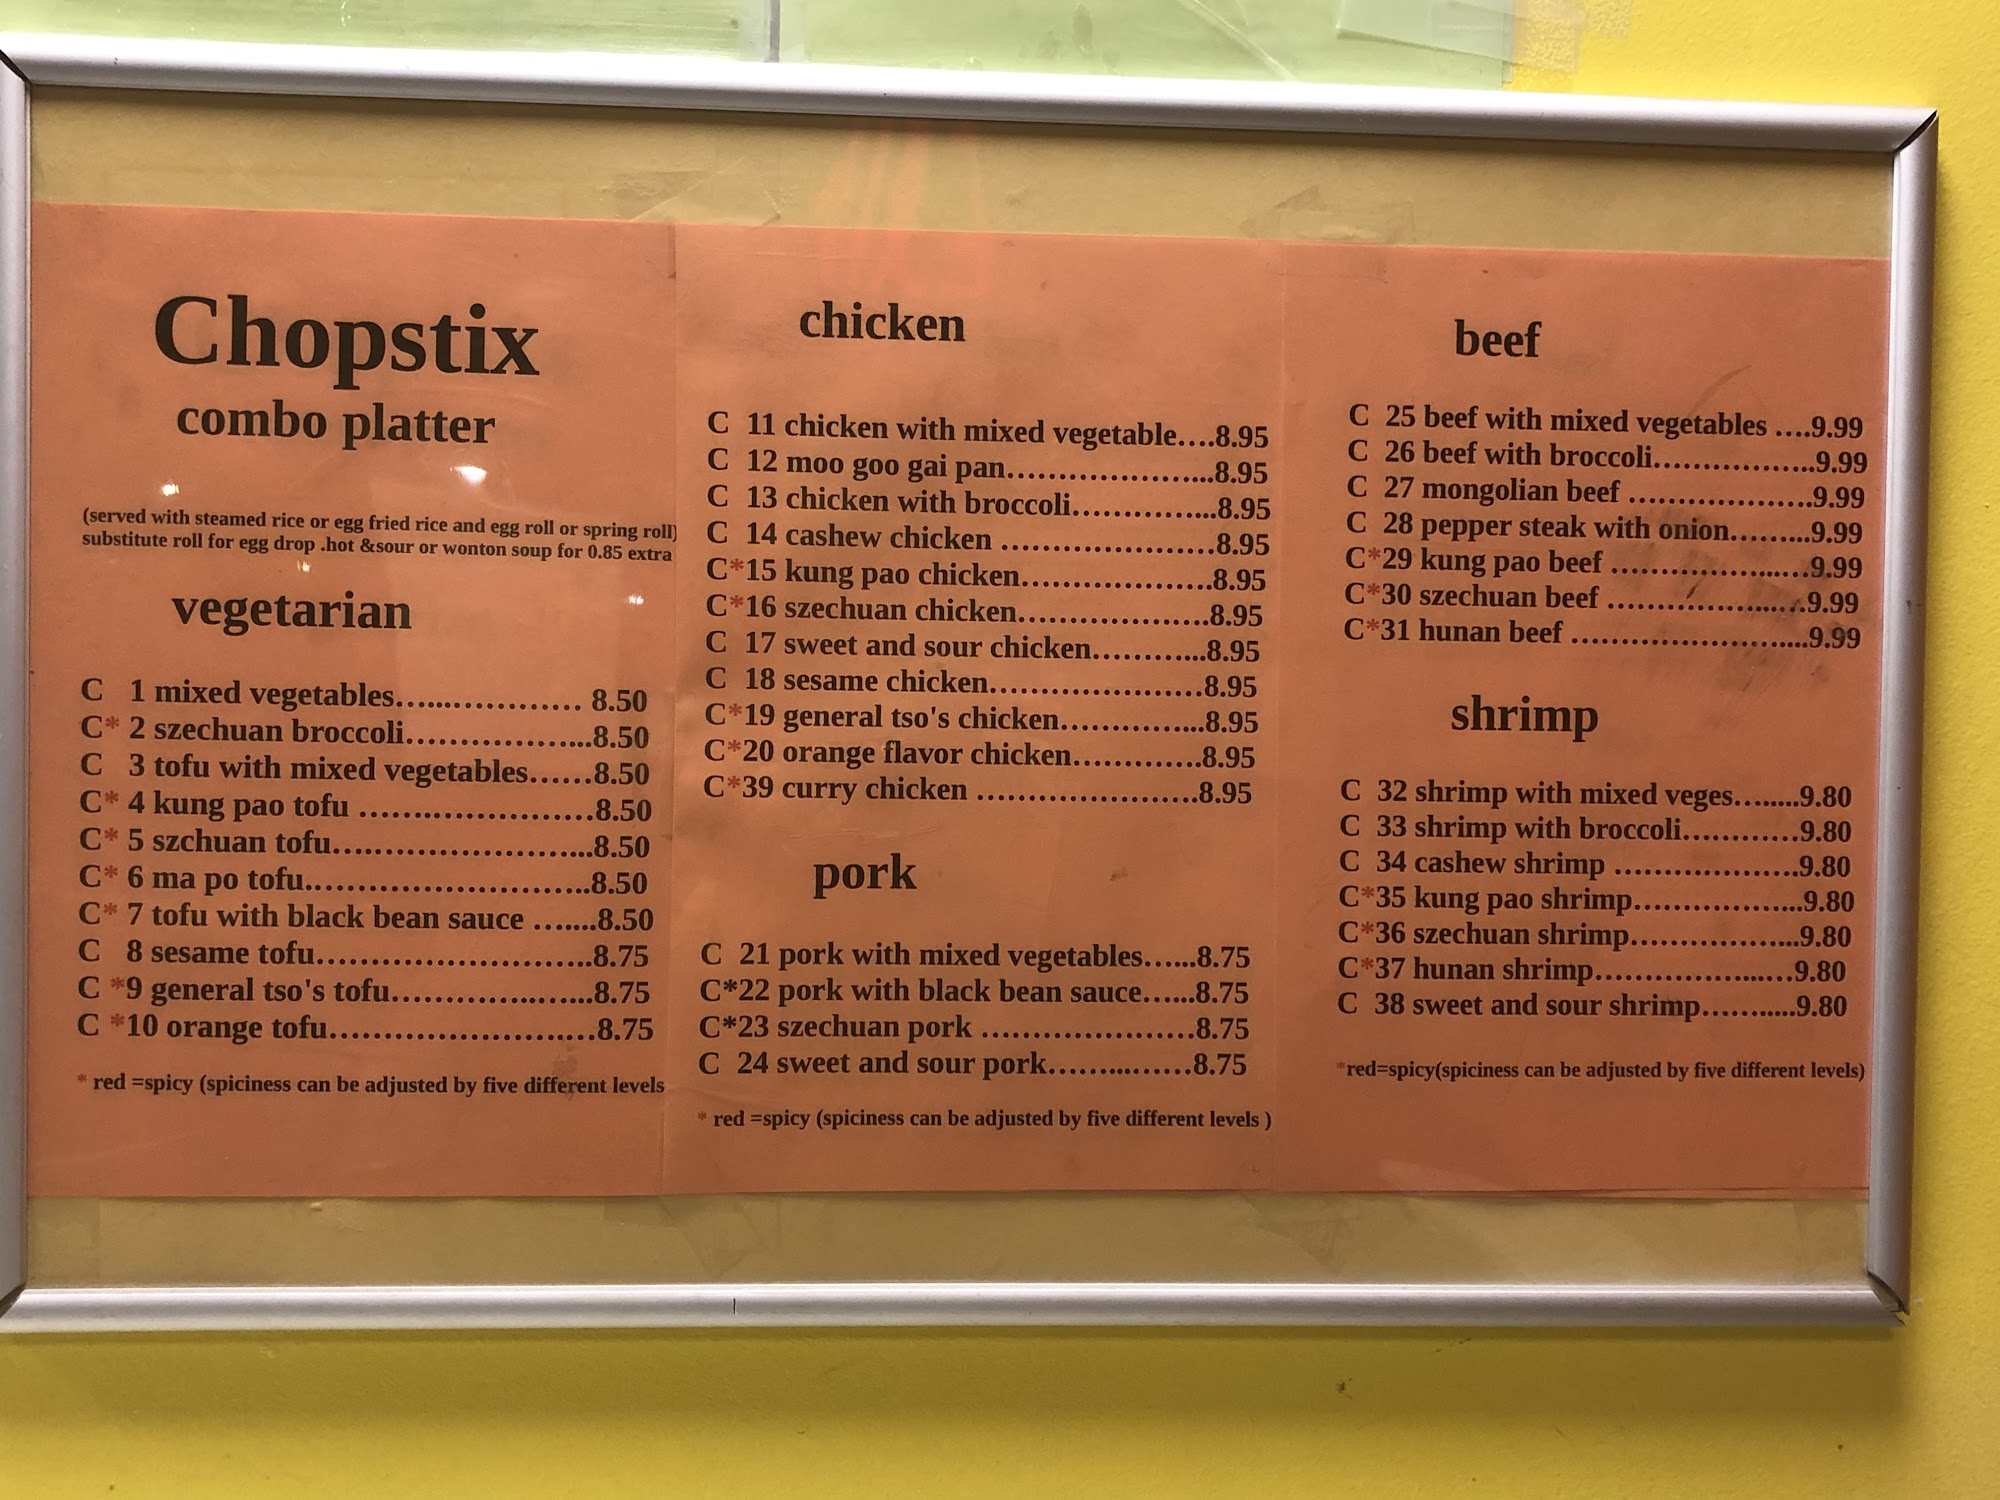 Chopstix
combo platter
(served with steamed rice or egg fried rice and egg roll or spring roll)
substitute roll for egg drop .hot &sour or wonton soup for 0.85 extra
vegetarian
C 1 mixed vegetables..................... 8.50
C* 2 szechuan broccoli.....................8.50
C 3 tofu with mixed vegetables......8.50
C* 4 kung pao tofu ..........................8.50
C* 5 szchuan tofu.............................8.50
C* 6 ma po tofu................................8.50
C* 7 tofu with black bean sauce .......8.50
C 8 sesame tofu...............................8.75
C *9 general tso's tofu......................8.75
C *10 orange tofu..............................8.75
* red =spicy (spiciness can be adjusted by five different levels
chicken
C 11 chicken with mixed vegetable....8.95
C 12 moo goo gai pan.......................8.95
C 13 chicken with broccoli................8.95
C 14 cashew chicken ........................8.95
C*15 kung pao chicken.....................8.95
C*16 szechuan chicken......................8.95
C 17 sweet and sour chicken............8.95
C 18 sesame chicken........................8.95
C*19 general tso's chicken................8.95
C*20 orange flavor chicken..............8.95
C*39 curry chicken .........................8.95
pork
C 21 pork with mixed vegetables......8.75
C*22 pork with black bean sauce......8.75
C*23 szechuan pork ........................8.75
C 24 sweet and sour pork................8.75
* red =spicy (spiciness can be adjusted by five different levels )
beef
C 25 beef with mixed vegetables ....9.99
C 26 beef with broccoli..................9.99
C 27 mongolian beef .....................9.99
C 28 pepper steak with onion.........9.99
C*29 kung pao beef ......................9.99
C*30 szechuan beef .......................9.99
C*31 hunan beef ...........................9.99
shrimp
C 32 shrimp with mixed veges........9.80
C 33 shrimp with broccoli.............9.80
C 34 cashew shrimp .....................9.80
C*35 kung pao shrimp...................9.80
C*36 szechuan shrimp...................9.80
C*37 hunan shrimp.......................9.80
C 38 sweet and sour shrimp...........9.80
*red=spicy(spiciness can be adjusted by five different levels)